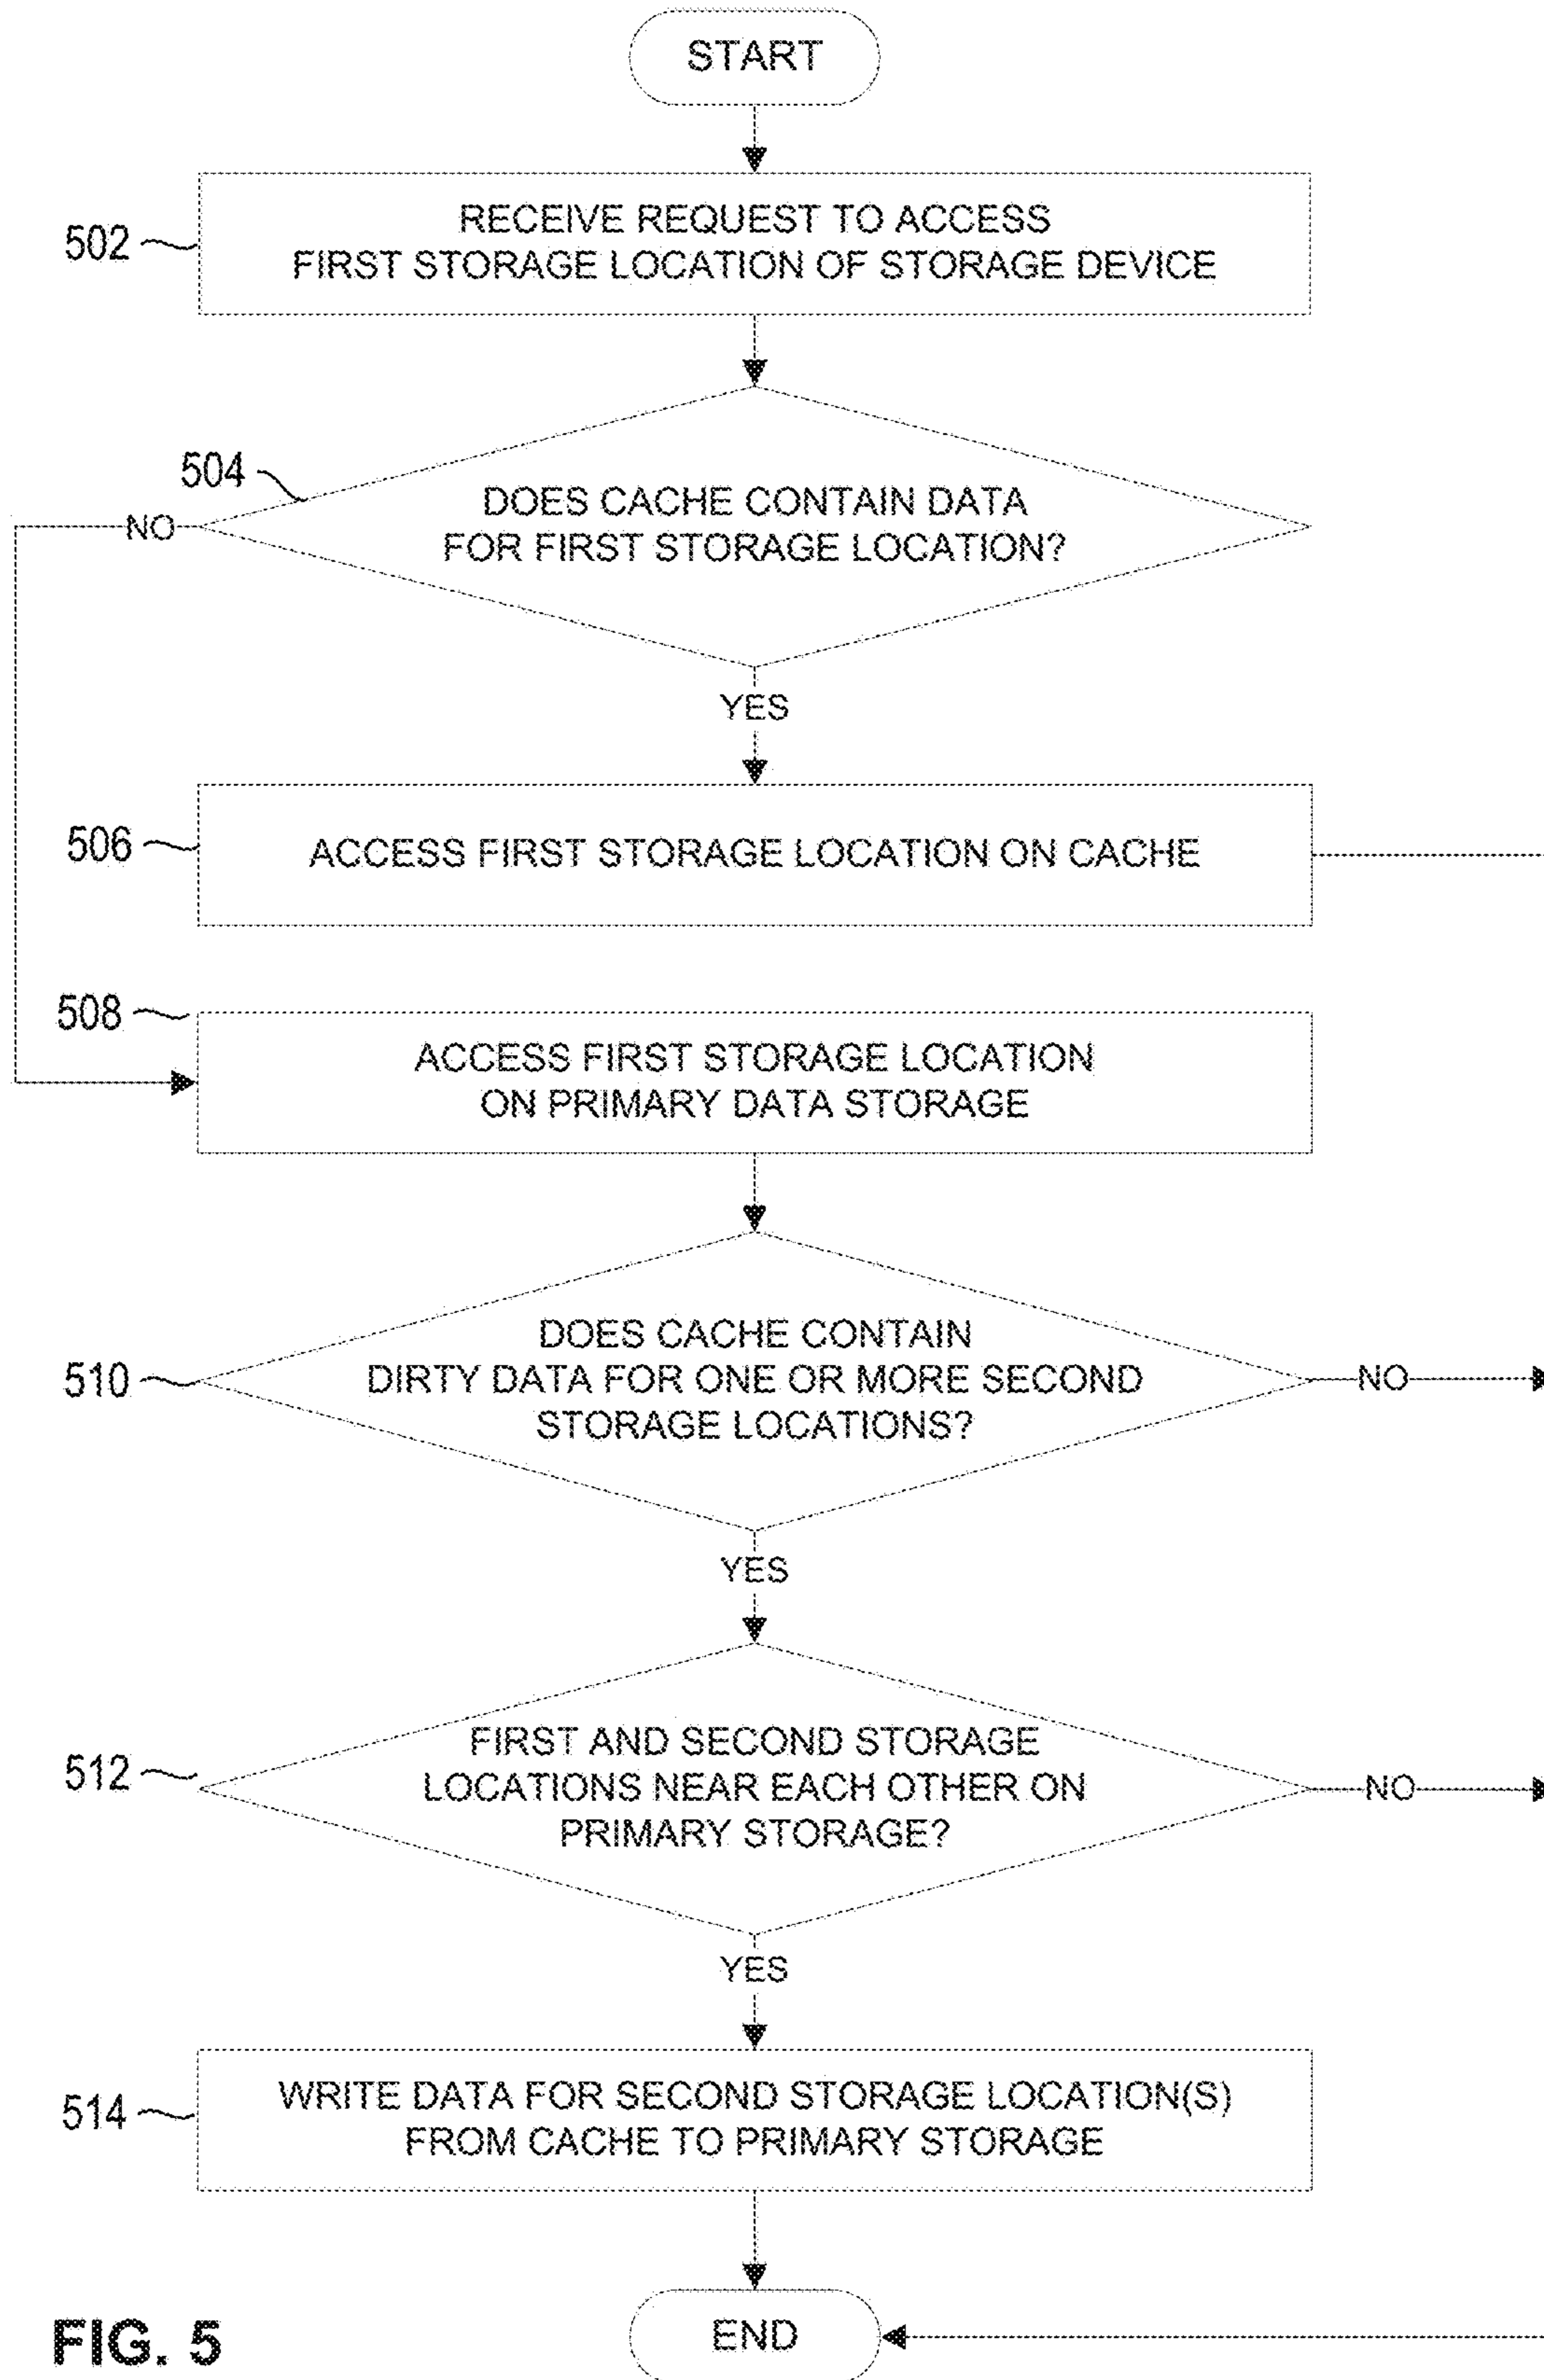 START
502
RECEIVE REQUEST TO ACCESS
FIRST STORAGE LOCATION OF STORAGE DEVICE
504
DOES CACHE CONTAIN DATA
FOR FIRST STORAGE LOCATION?
NO
YES
506
ACCESS FIRST STORAGE LOCATION ON CACHE
508
ACCESS FIRST STORAGE LOCATION
ON PRIMARY DATA STORAGE
510
DOES CACHE CONTAIN
DIRTY DATA FOR ONE OR MORE SECOND
STORAGE LOCATIONS?
NO
YES
512
FIRST AND SECOND STORAGE
LOCATIONS NEAR EACH OTHER ON
PRIMARY STORAGE?
NO
YES
514
WRITE DATA FOR SECOND STORAGE LOCATION(S)
FROM CACHE TO PRIMARY STORAGE
END
FIG. 5